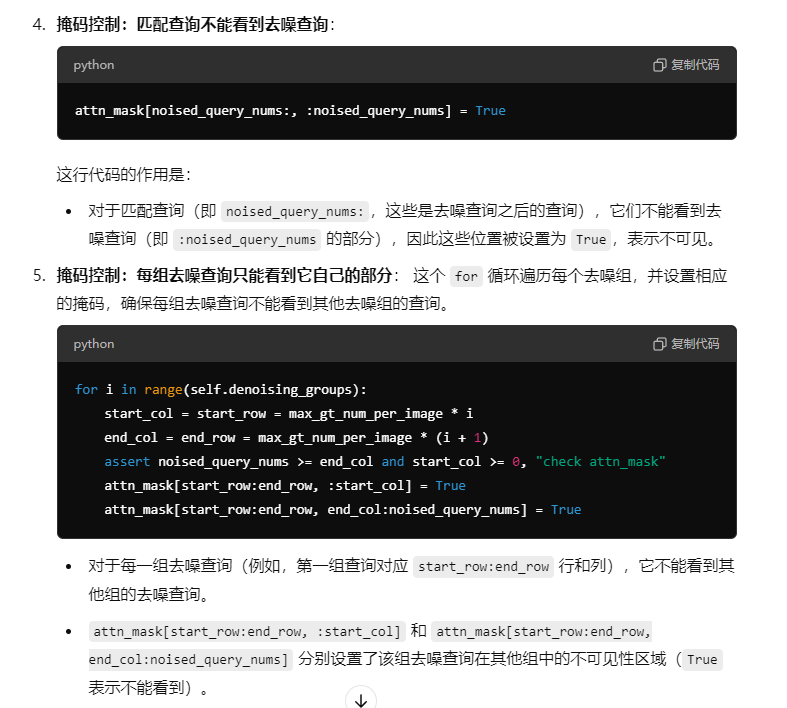 4. 掩码控制：匹配查询不能看到去噪查询：
python
复制代码
attn_mask[noised_query_nums:, :noised_query_nums] = True
这行代码的作用是：
• 对于匹配查询（即 noised_query_nums:，这些是去噪查询之后的查询），它们不能看到去
噪查询（即 :noised_query_nums 的部分），因此这些位置被设置为 True，表示不可见。
5. 掩码控制：每组去噪查询只能看到它自己的部分： 这个 for 循环遍历每个去噪组，并设置相应
的掩码，确保每组去噪查询不能看到其他去噪组的查询。
python
复制代码
for i in range(self.denoising_groups):
    start_col = start_row = max_gt_num_per_image * i
    end_col = end_row = max_gt_num_per_image * (i + 1)
    assert noised_query_nums >= end_col and start_col >= 0, "check attn_mask"
    attn_mask[start_row:end_row, :start_col] = True
    attn_mask[start_row:end_row, end_col:noised_query_nums] = True
• 对于每一组去噪查询（例如，第一组查询对应 start_row:end_row 行和列），它不能看到其
他组的去噪查询。
• attn_mask[start_row:end_row, :start_col] 和 attn_mask[start_row:end_row,
end_col:noised_query_nums] 分别设置了该组去噪查询在其他组中的不可见性区域（True
表示不能看到）。